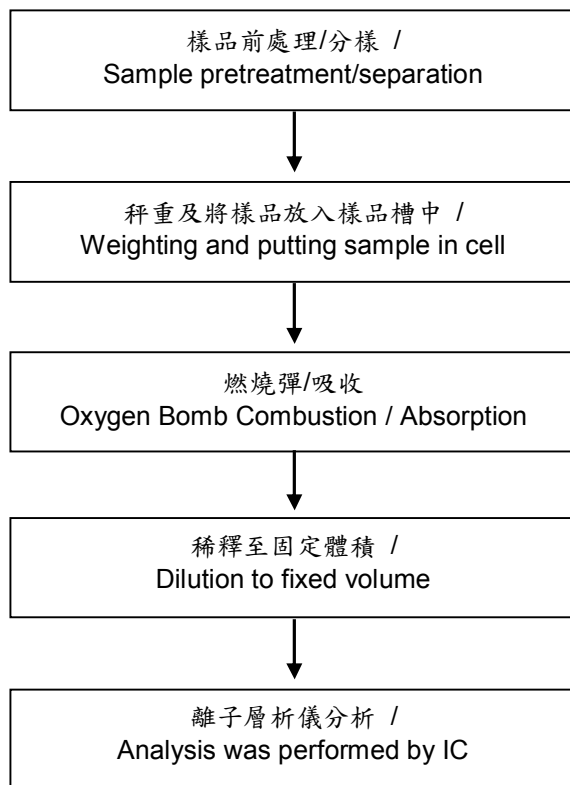 樣品前處理/分樣 /
Sample pretreatment/separation
秤重及將樣品放入樣品槽中 /
Weighting and putting sample in cell
燃燒彈/吸收
Oxygen Bomb Combustion / Absorption
稀釋至固定體積 /
Dilution to fixed volume
離子層析儀分析 /
Analysis was performed by IC